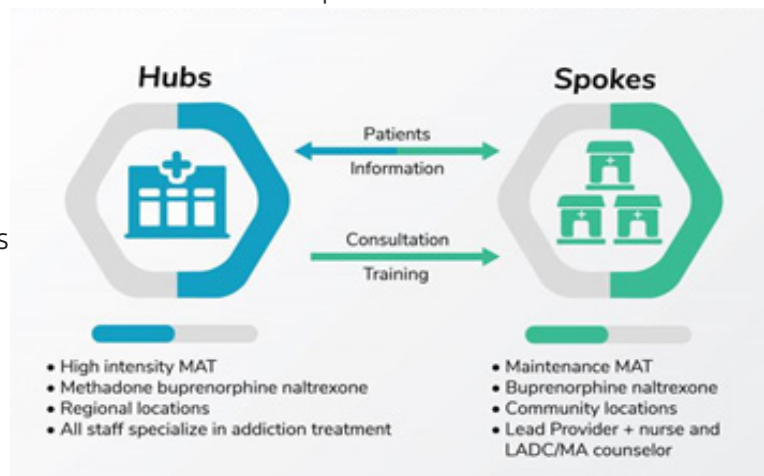 Hubs
Spokes
Patients
Information
Consultation
Training
S
• High intensity MAT
• Methadone buprenorphine naltrexone
• Regional locations
• All staff specialize in addiction treatment
• Maintenance MAT
• Buprenorphine naltrexone
• Community locations
• Lead Provider + nurse and
LADC/MA counselor